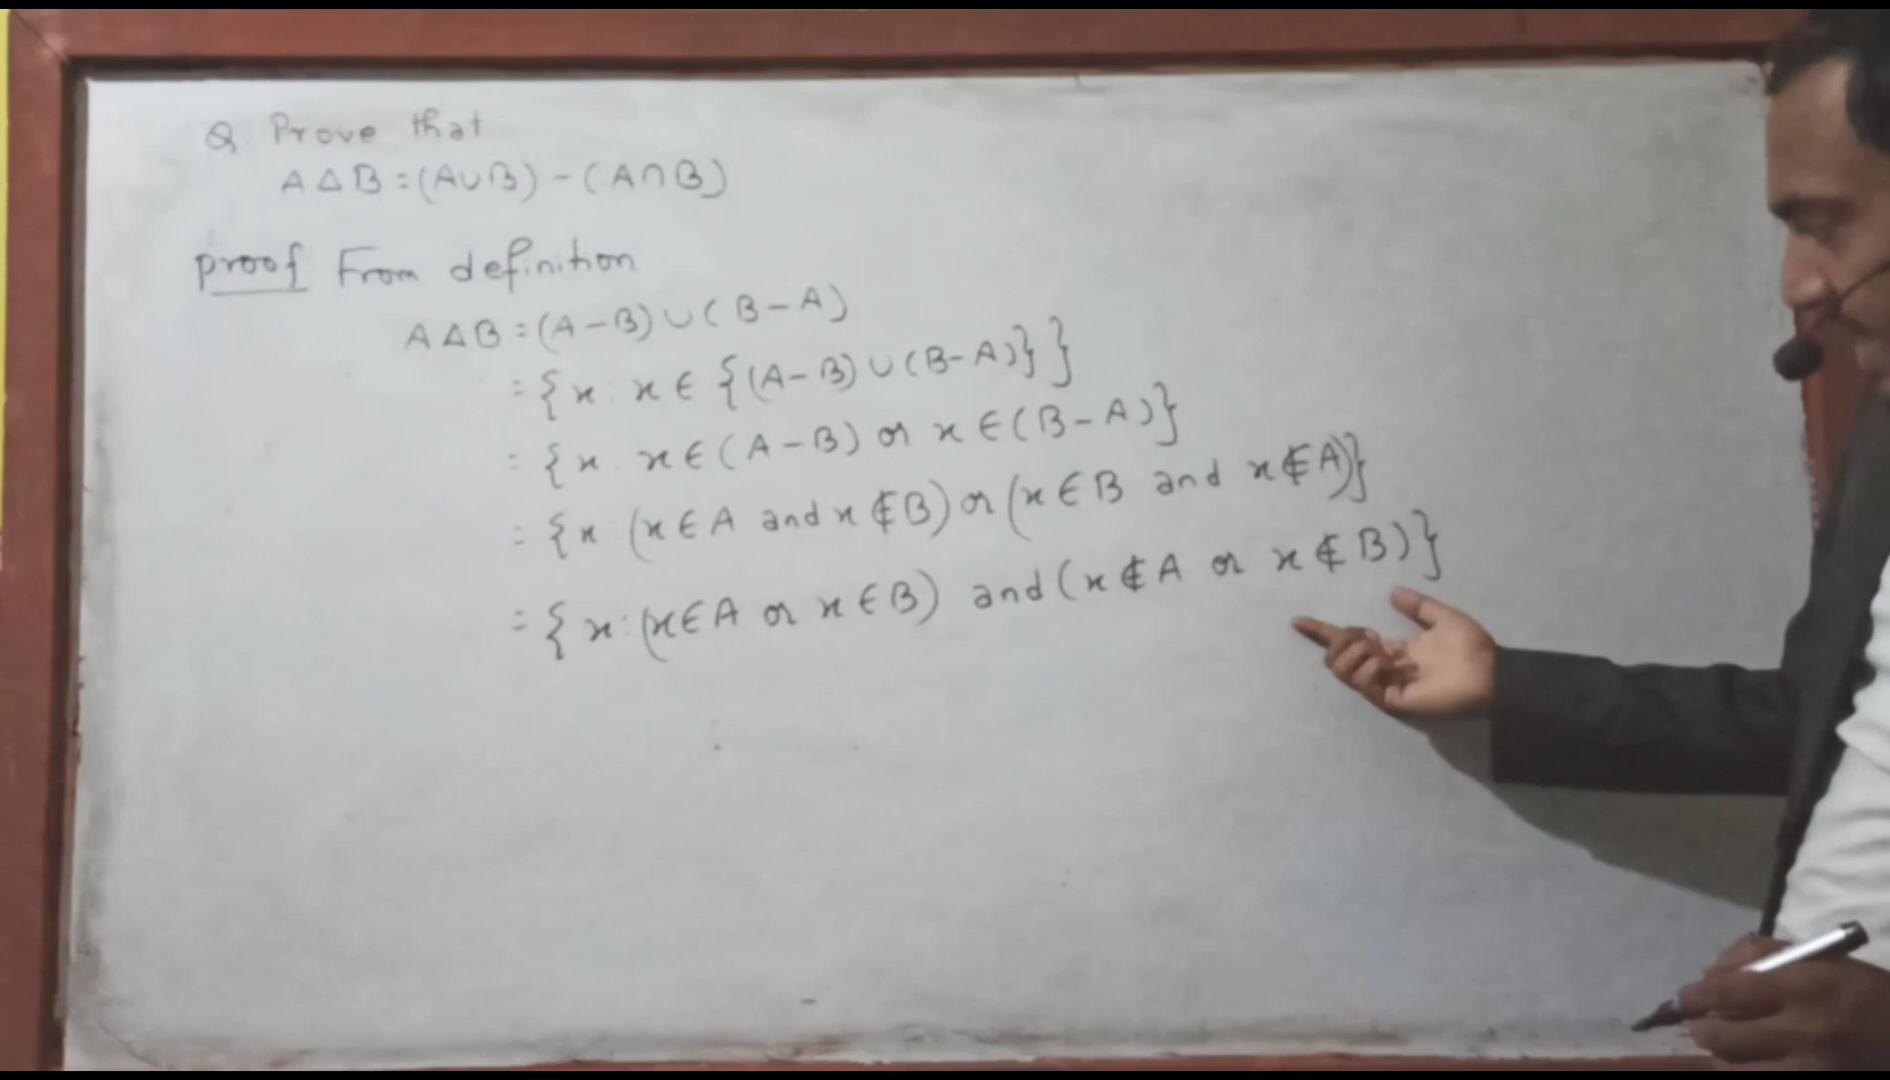 Q. Prove that
A Δ B = (A∪B) - (A∩B)
Proof From definition
A Δ B = (A-B) ∪ (B-A)
= {x : x ∈ {(A-B) ∪ (B-A)}}
= {x : x ∈ (A-B) or x ∈ (B-A)}
= {x : (x ∈ A and x ∉ B) or (x ∈ B and x ∉ A)}
= {x : (x ∈ A or x ∈ B) and (x ∉ A or x ∉ B)}